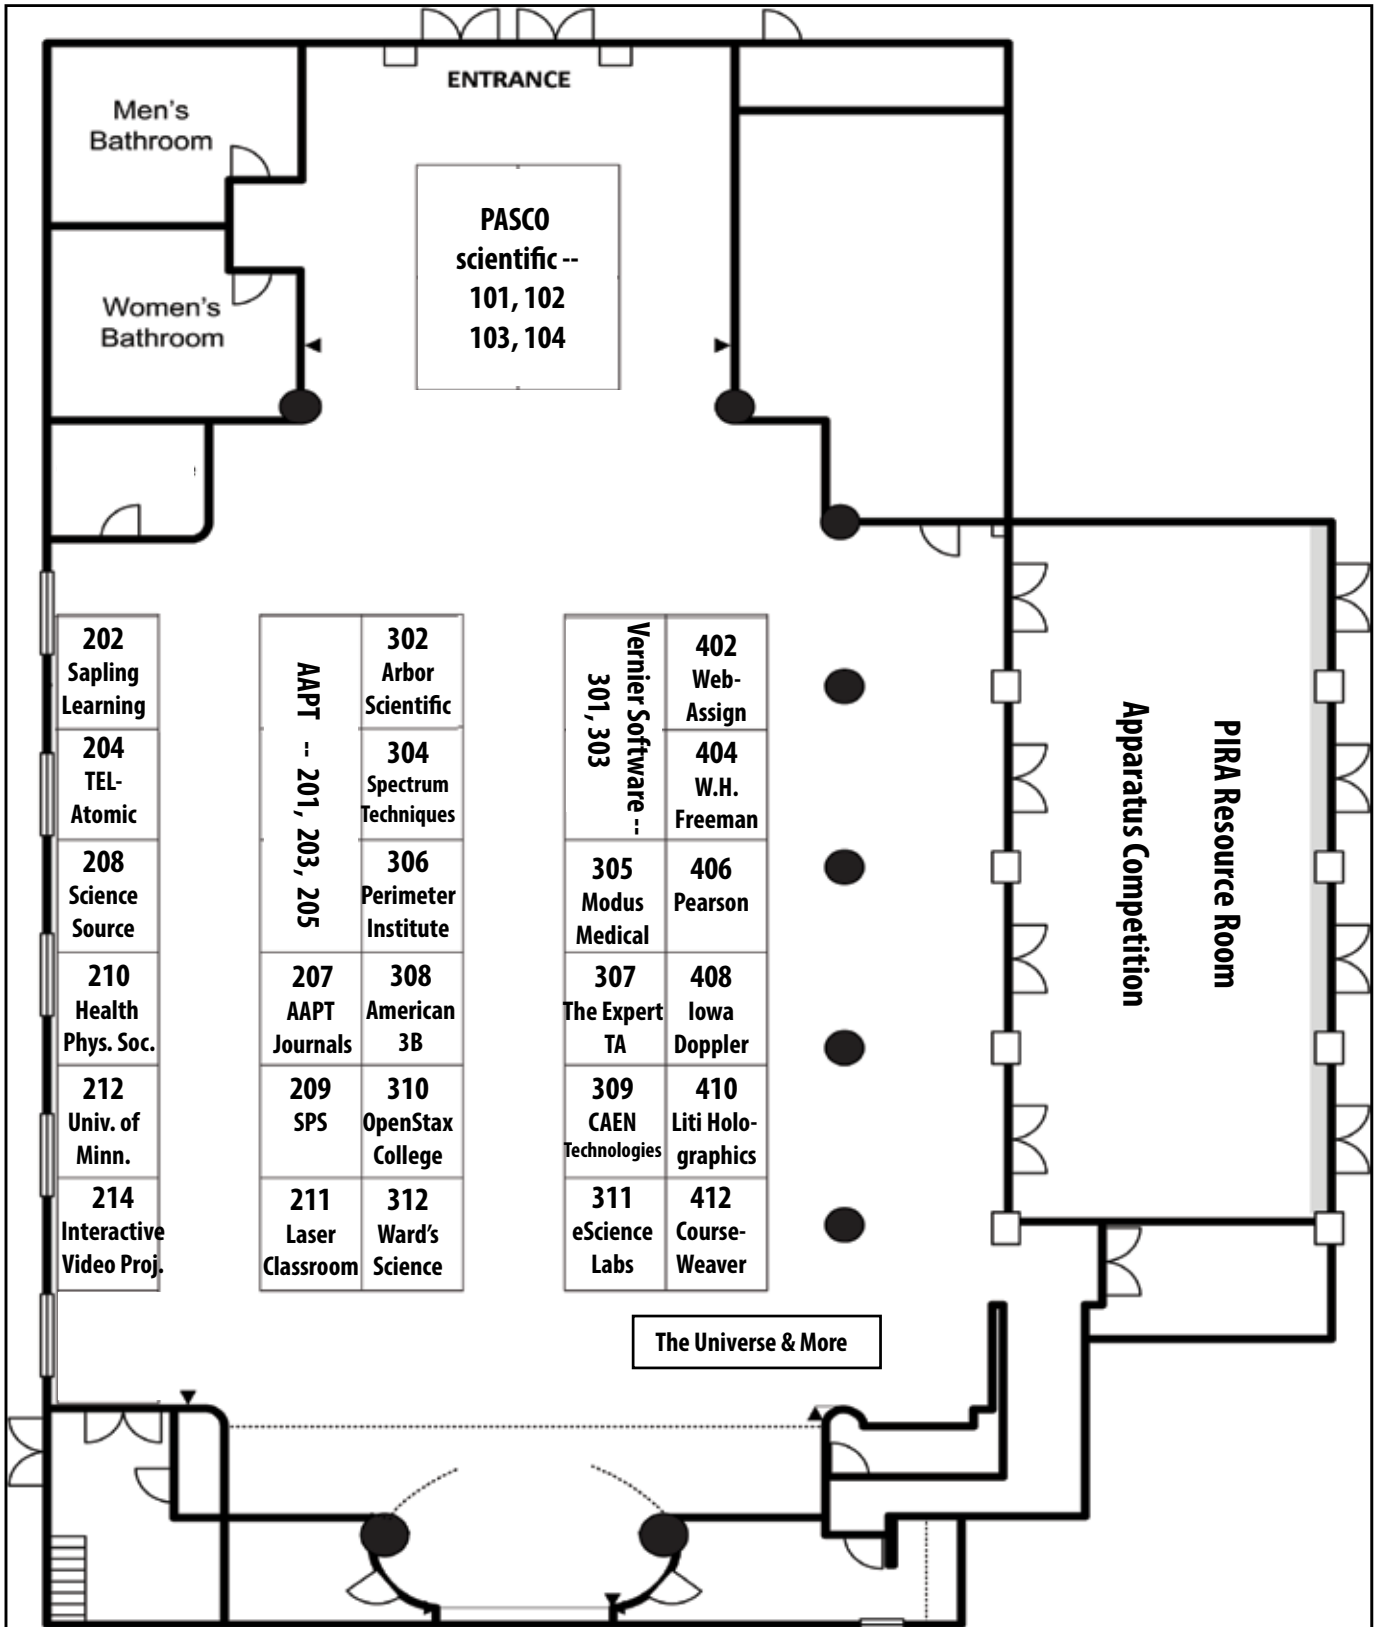 ENTRANCE
Men's
Bathroom
Women's
Bathroom
PASCO
scientific --
101, 102
103, 104
202
Sapling
Learning
204
TEL-
Atomic
208
Science
Source
210
Health
Phys. Soc.
212
Univ. of
Minn.
214
Interactive
Video Proj.
AAPT -- 201, 203, 205
207
AAPT
Journals
209
SPS
211
Laser
Classroom
302
Arbor
Scientific
304
Spectrum
Techniques
306
Perimeter
Institute
308
American
3B
310
OpenStax
College
312
Ward's
Science
Vernier Software --
301, 303
305
Modus
Medical
307
The Expert
TA
309
CAEN
Technologies
311
eScience
Labs
402
Web-
Assign
404
W.H.
Freeman
406
Pearson
408
Iowa
Doppler
410
Liti Holo-
graphics
412
Course-
Weaver
The Universe & More
PIRA Resource Room
Apparatus Competition